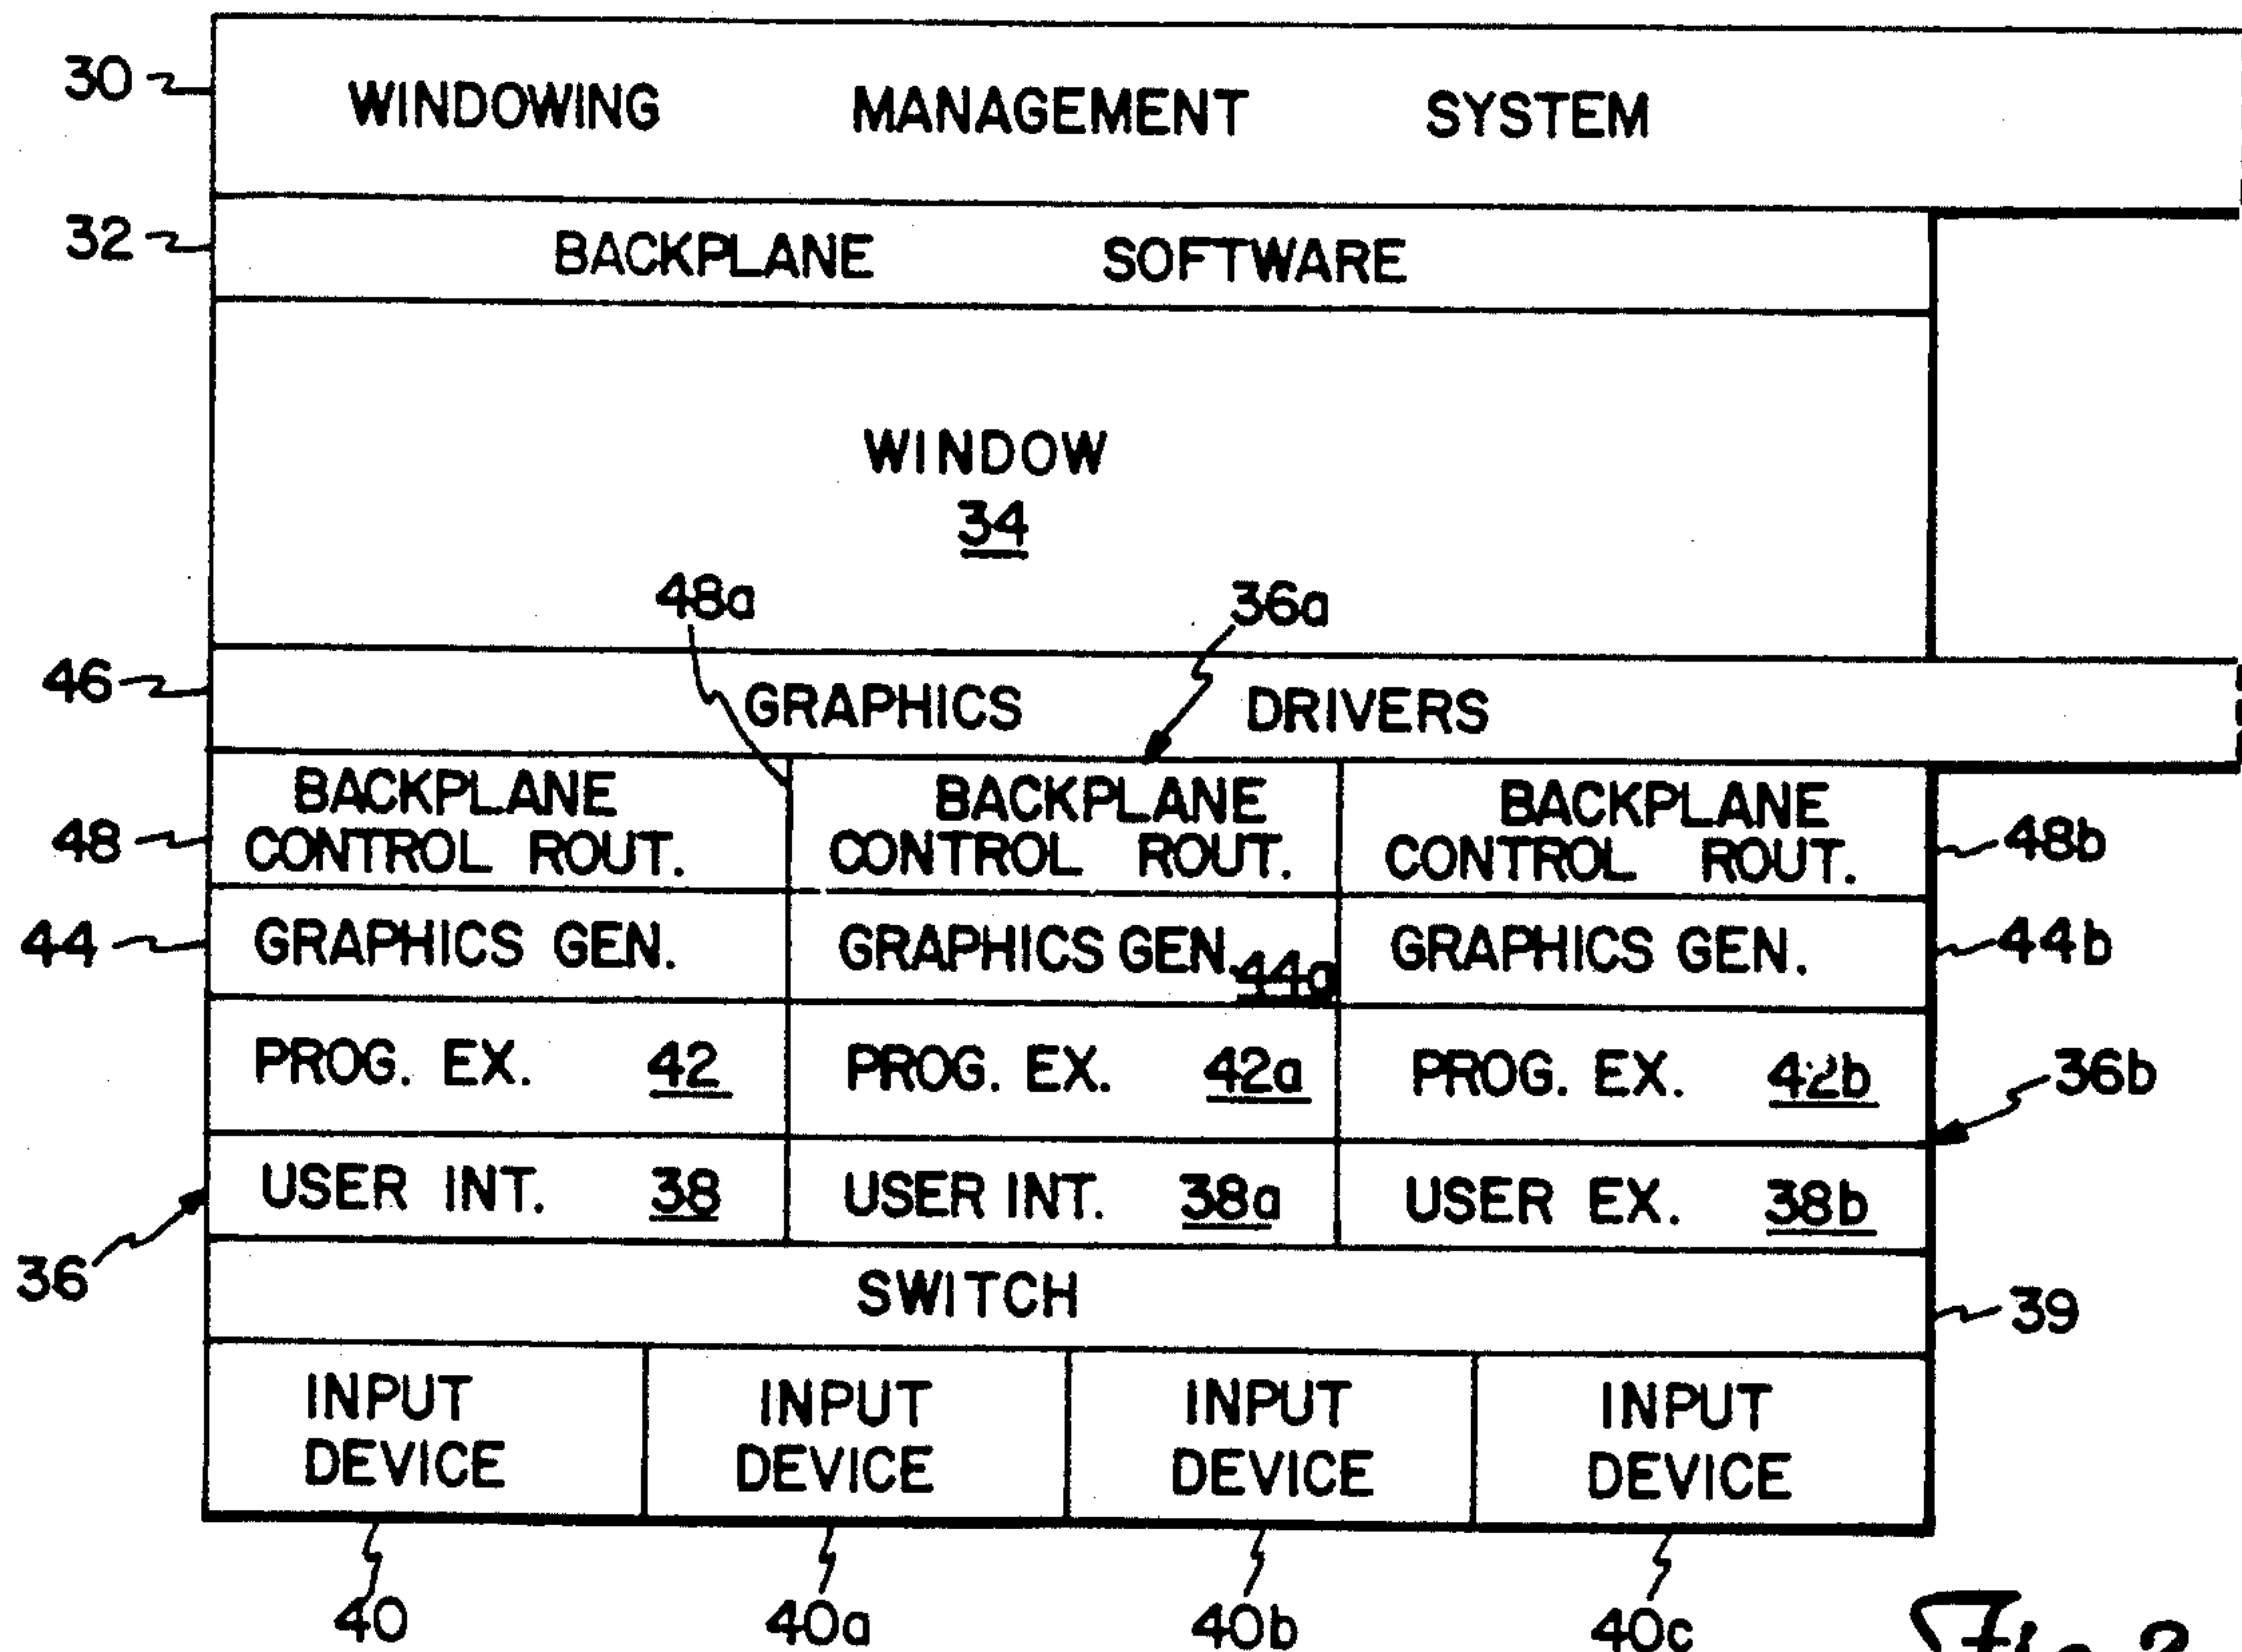 30 WINDOWING MANAGEMENT SYSTEM
32 BACKPLANE SOFTWARE
WINDOW
34
48a 36a
46 GRAPHICS DRIVERS
BACKPLANE BACKPLANE BACKPLANE
48 CONTROL ROUT. CONTROL ROUT. CONTROL ROUT. 48b
44 GRAPHICS GEN. GRAPHICS GEN. 44a GRAPHICS GEN. 44b
PROG. EX. 42 PROG. EX. 42a PROG. EX. 42b 36b
USER INT. 38 USER INT. 38a USER EX. 38b
36 SWITCH 39
INPUT INPUT INPUT INPUT
DEVICE DEVICE DEVICE DEVICE
40 40a 40b 40c